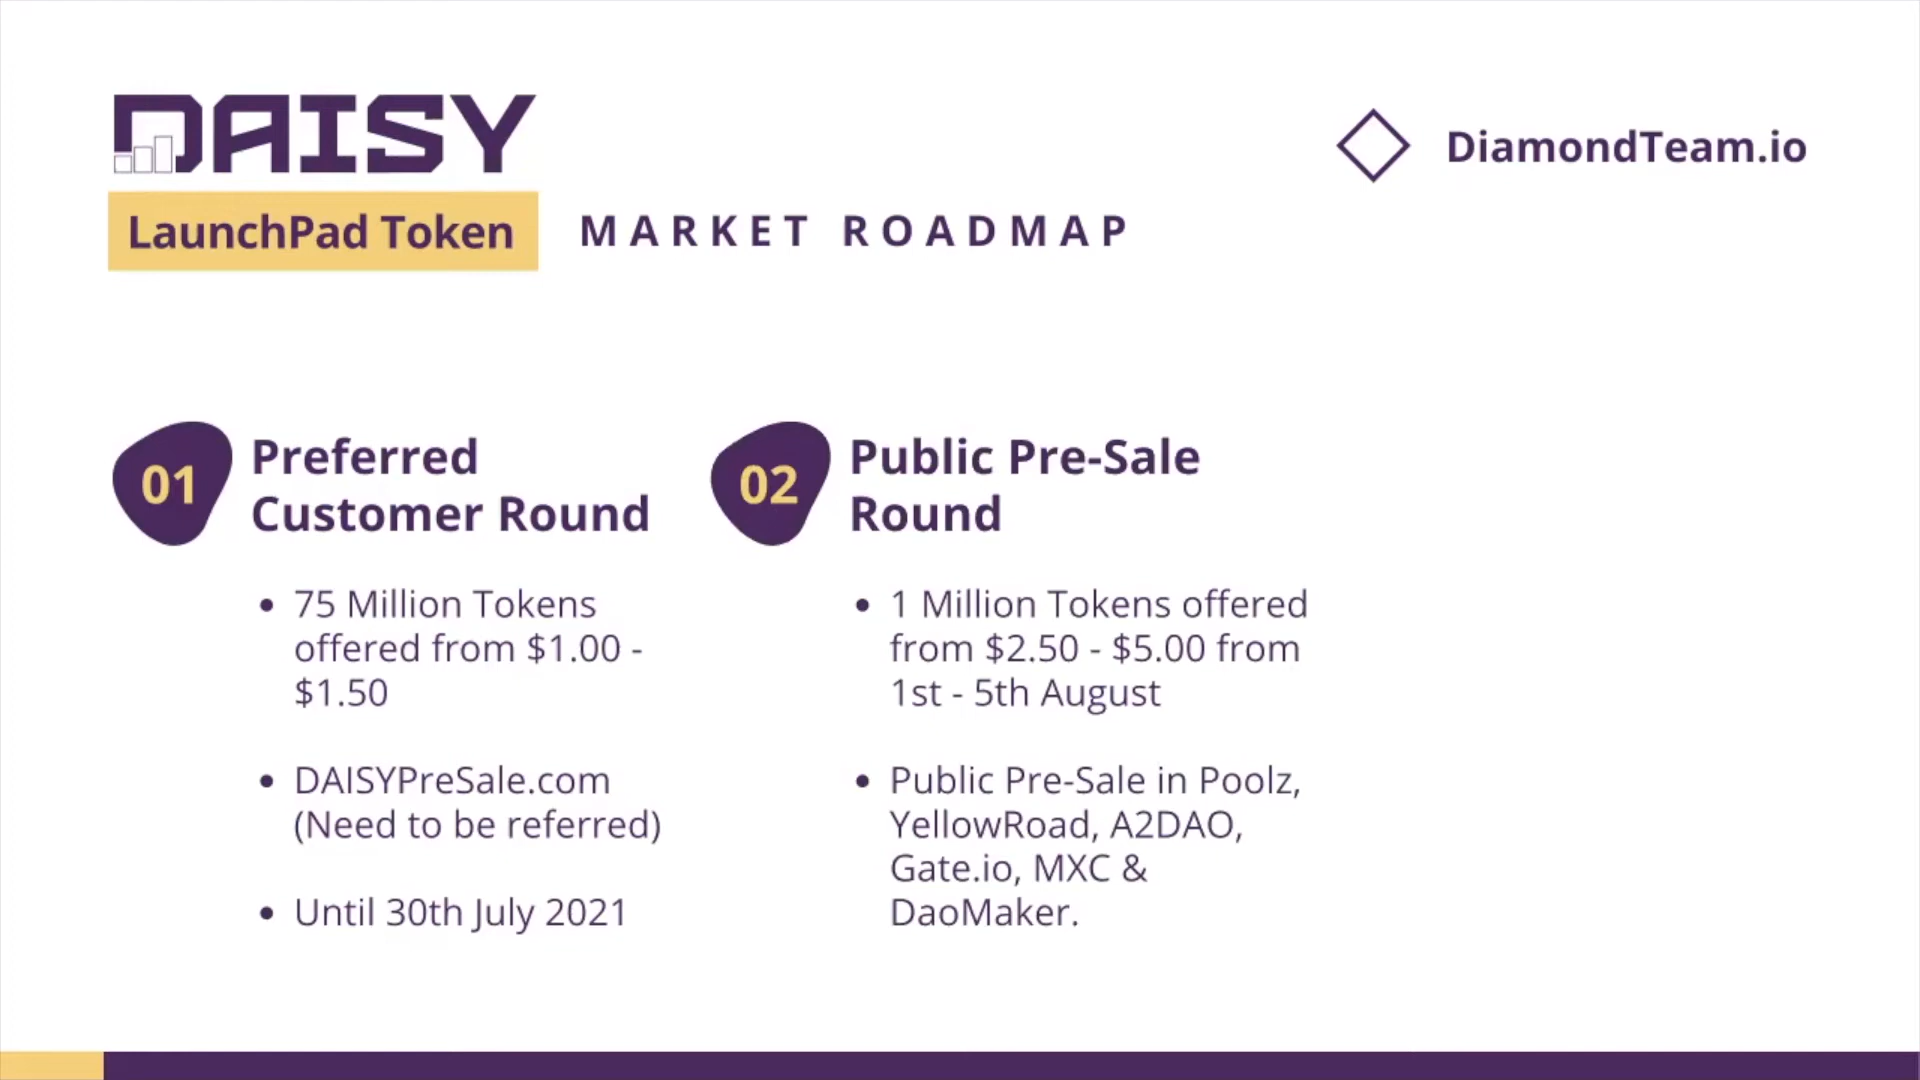 DAISY
LaunchPad Token
MARKET ROADMAP
DiamondTeam.io
01
Preferred
Customer Round
• 75 Million Tokens
offered from $1.00 -
$1.50
• DAISYPreSale.com
(Need to be referred)
• Until 30th July 2021
02
Public Pre-Sale
Round
• 1 Million Tokens offered
from $2.50 - $5.00 from
1st - 5th August
• Public Pre-Sale in Poolz,
YellowRoad, A2DAO,
Gate.io, MXC &
DaoMaker.